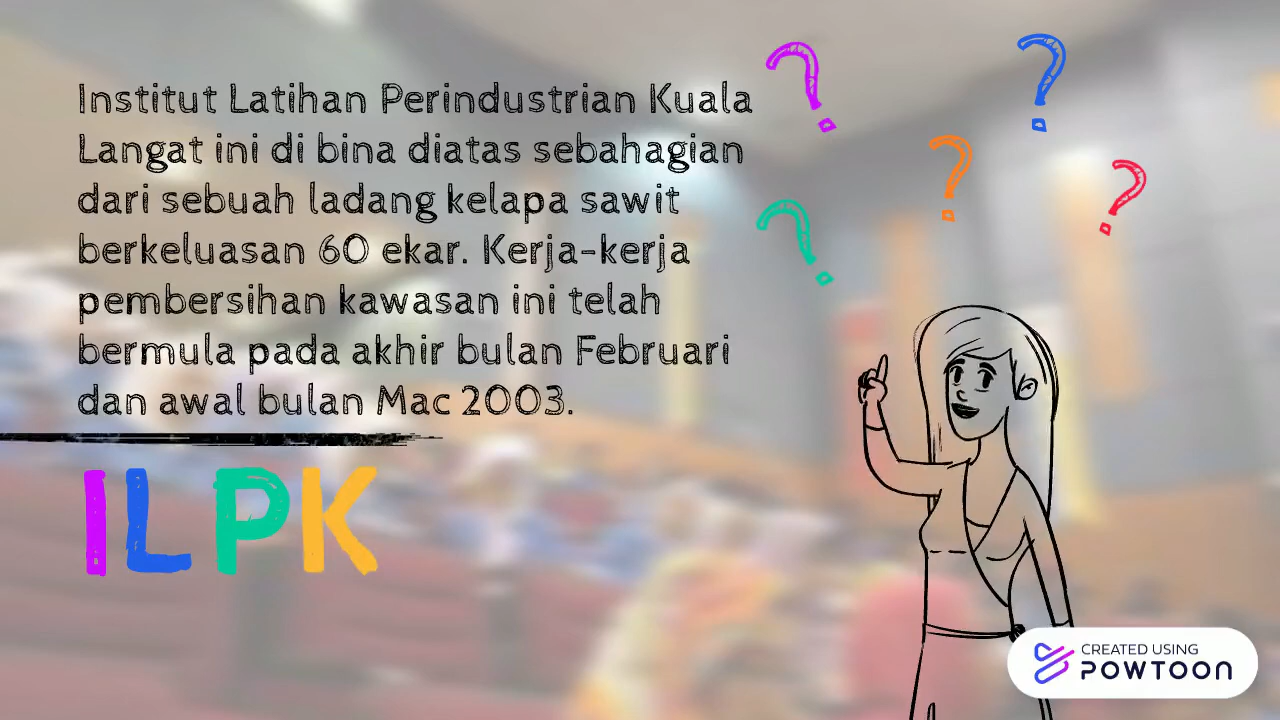 Institut Latihan Perindustrian Kuala
Langat ini di bina diatas sebahagian
dari sebuah ladang kelapa sawit
berkeluasan 60 ekar. Kerja-kerja
pembersihan kawasan ini telah
bermula pada akhir bulan Februari
dan awal bulan Mac 2003.
ILPK
? ? ? ? ?
CREATED USING
POWTOON